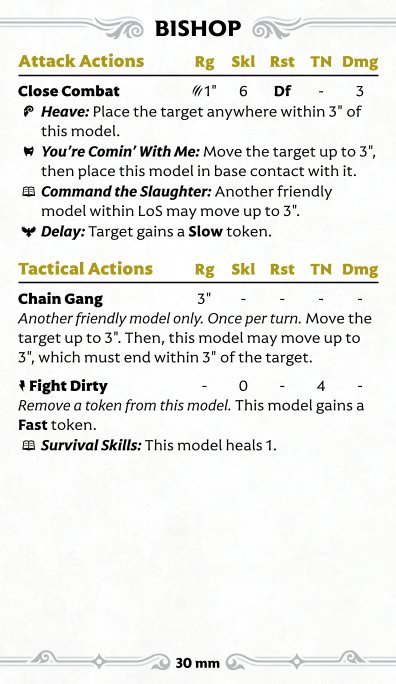 BISHOP
Attack Actions Rg Skl Rst TN Dmg
Close Combat 1" 6 Df - 3
Heave: Place the target anywhere within 3" of
this model.
You're Comin' With Me: Move the target up to 3",
then place this model in base contact with it.
Command the Slaughter: Another friendly
model within LoS may move up to 3".
Delay: Target gains a Slow token.
Tactical Actions Rg Skl Rst TN Dmg
Chain Gang 3" - - - -
Another friendly model only. Once per turn. Move the
target up to 3". Then, this model may move up to
3", which must end within 3" of the target.
Fight Dirty - 0 - 4 -
Remove a token from this model. This model gains a
Fast token.
Survival Skills: This model heals 1.
30 mm